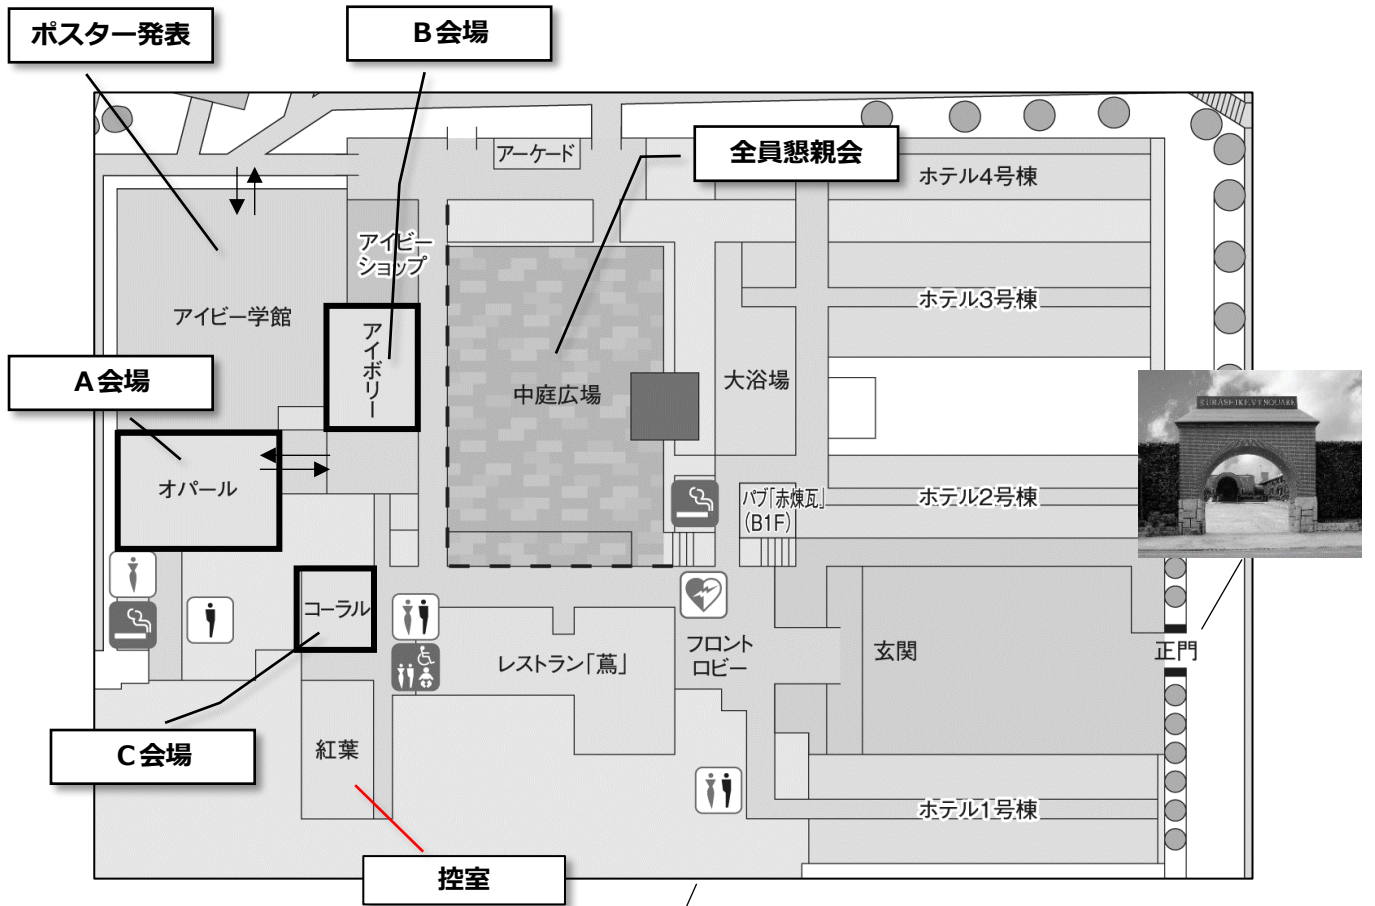 ポスター発表
B会場
アーケード
全員懇親会
ホテル4号棟
アイビー
ショップ
アイビー学館
アイボリー
ホテル3号棟
A会場
中庭広場
大浴場
KURASHIKI IVY SQUARE
オパール
パブ「赤煉瓦」
(B1F)
ホテル2号棟
コーラル
レストラン「蔦」
フロント
ロビー
玄関
正門
C会場
紅葉
ホテル1号棟
控室